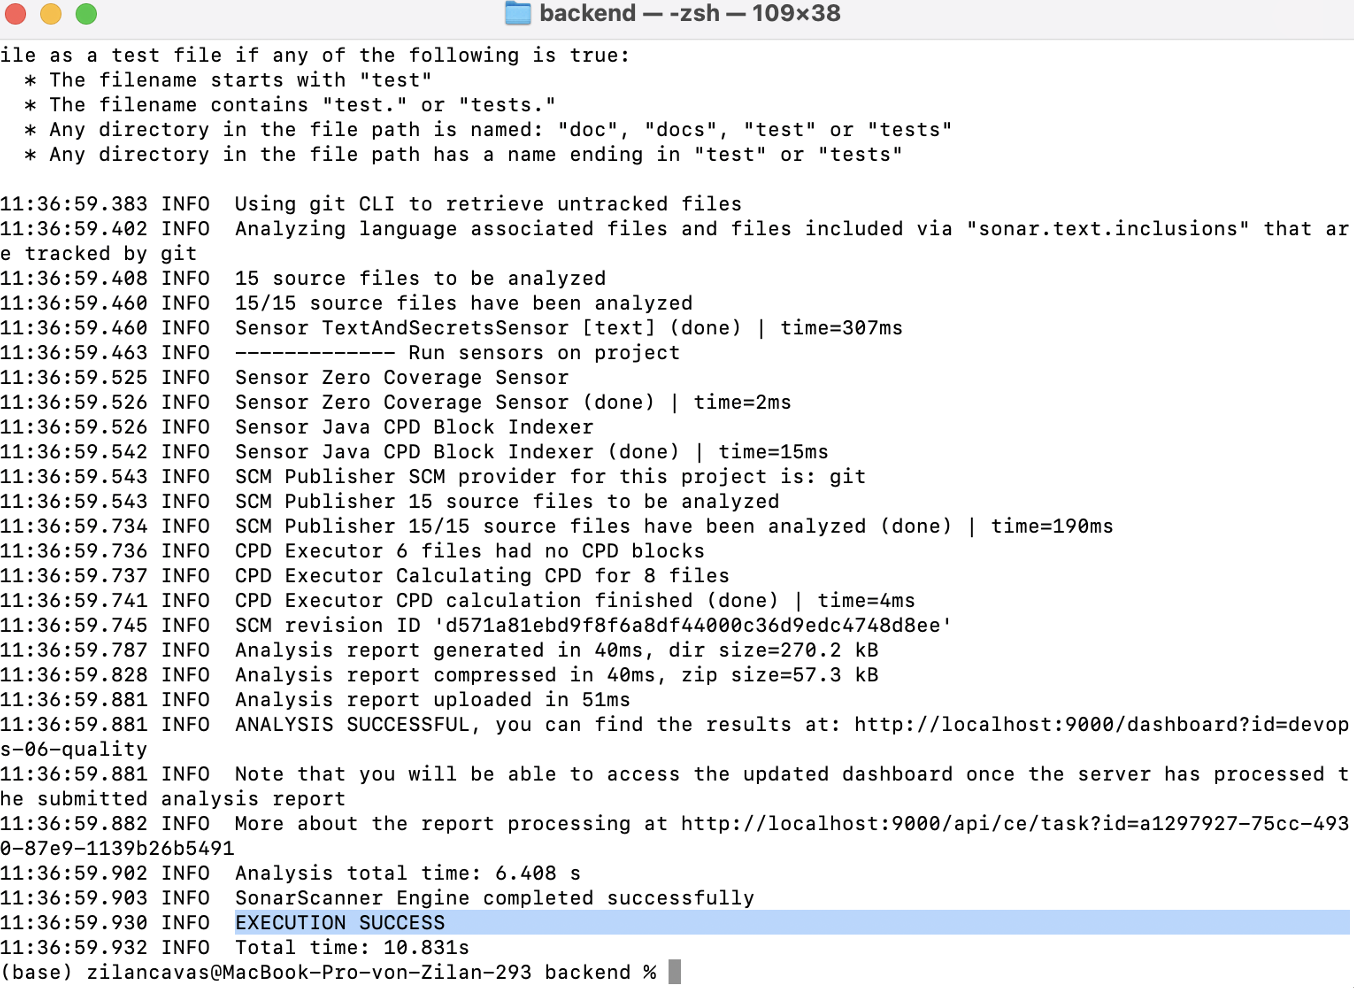 backend — -zsh — 109×38
ile as a test file if any of the following is true:
  * The filename starts with "test"
  * The filename contains "test." or "tests."
  * Any directory in the file path is named: "doc", "docs", "test" or "tests"
  * Any directory in the file path has a name ending in "test" or "tests"

11:36:59.383 INFO  Using git CLI to retrieve untracked files
11:36:59.402 INFO  Analyzing language associated files and files included via "sonar.text.inclusions" that ar
e tracked by git
11:36:59.408 INFO  15 source files to be analyzed
11:36:59.460 INFO  15/15 source files have been analyzed
11:36:59.460 INFO  Sensor TextAndSecretsSensor [text] (done) | time=307ms
11:36:59.463 INFO  ------------- Run sensors on project
11:36:59.525 INFO  Sensor Zero Coverage Sensor
11:36:59.526 INFO  Sensor Zero Coverage Sensor (done) | time=2ms
11:36:59.526 INFO  Sensor Java CPD Block Indexer
11:36:59.542 INFO  Sensor Java CPD Block Indexer (done) | time=15ms
11:36:59.543 INFO  SCM Publisher SCM provider for this project is: git
11:36:59.543 INFO  SCM Publisher 15 source files to be analyzed
11:36:59.734 INFO  SCM Publisher 15/15 source files have been analyzed (done) | time=190ms
11:36:59.736 INFO  CPD Executor 6 files had no CPD blocks
11:36:59.737 INFO  CPD Executor Calculating CPD for 8 files
11:36:59.741 INFO  CPD Executor CPD calculation finished (done) | time=4ms
11:36:59.745 INFO  SCM revision ID 'd571a81ebd9f8f6a8df44000c36d9edc4748d8ee'
11:36:59.787 INFO  Analysis report generated in 40ms, dir size=270.2 kB
11:36:59.828 INFO  Analysis report compressed in 40ms, zip size=57.3 kB
11:36:59.881 INFO  Analysis report uploaded in 51ms
11:36:59.881 INFO  ANALYSIS SUCCESSFUL, you can find the results at: http://localhost:9000/dashboard?id=devop
s-06-quality
11:36:59.881 INFO  Note that you will be able to access the updated dashboard once the server has processed t
he submitted analysis report
11:36:59.882 INFO  More about the report processing at http://localhost:9000/api/ce/task?id=a1297927-75cc-493
0-87e9-1139b26b5491
11:36:59.902 INFO  Analysis total time: 6.408 s
11:36:59.903 INFO  SonarScanner Engine completed successfully
11:36:59.930 INFO  EXECUTION SUCCESS
11:36:59.932 INFO  Total time: 10.831s
(base) zilancavas@MacBook-Pro-von-Zilan-293 backend %